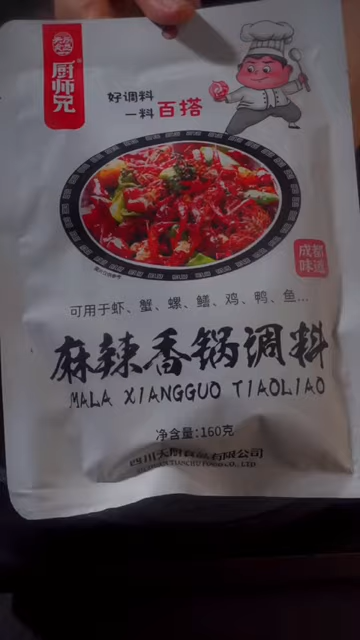 厨师兄
好调料
一料百搭
成都
味道
可用于虾、蟹、螺、鳝、鸡、鸭、鱼...
麻辣香锅调料
MALA XIANGGUO TIAOLIAO
净含量:160克
四川天厨食品有限公司